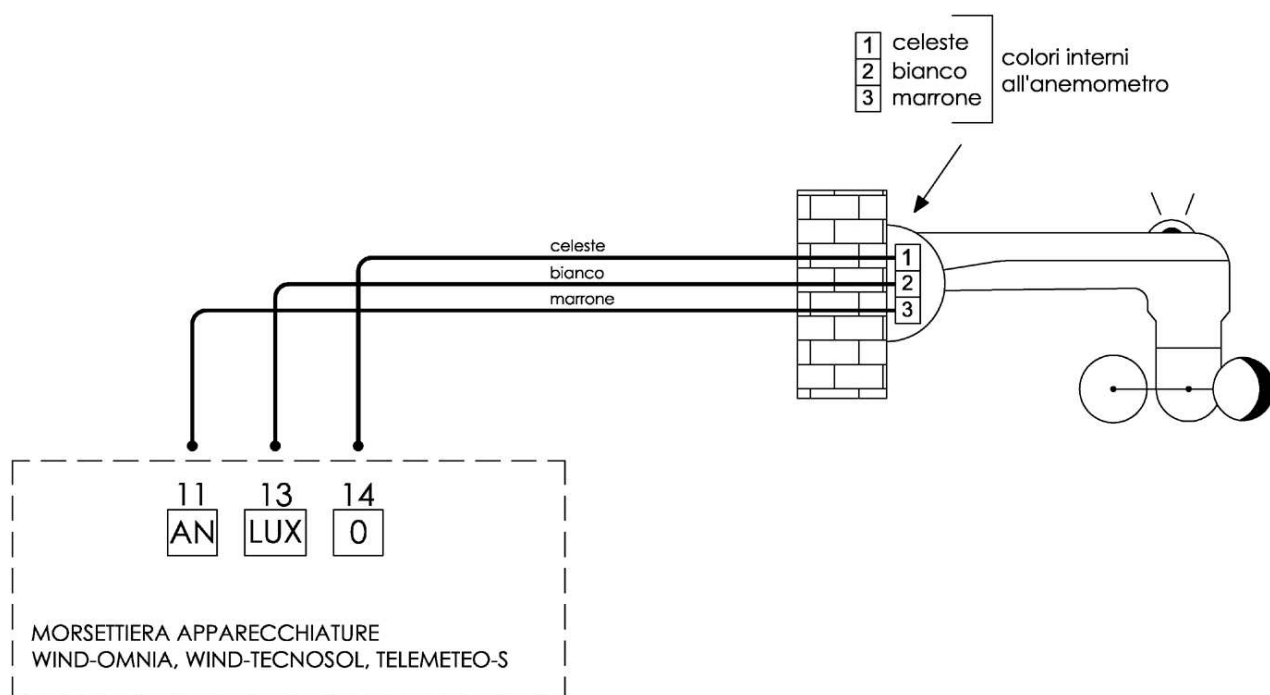 1 celeste
2 bianco
3 marrone
colori interni
all'anemometro
celeste
bianco
marrone
1
2
3
11 13 14
AN LUX 0
MORSETTIERA APPARECCHIATURE
WIND-OMNIA, WIND-TECNOSOL, TELEMETEO-S